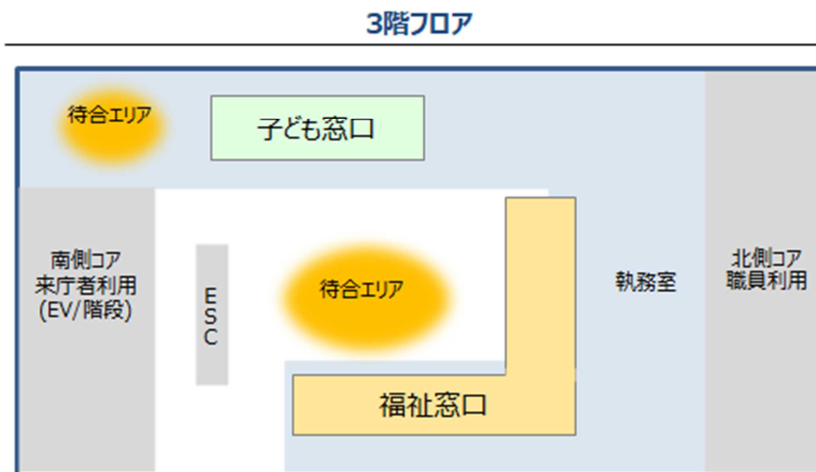 3階フロア
待合エリア
子ども窓口
南側コア
来庁者利用
(EV/階段)
ESC
待合エリア
執務室
北側コア
職員利用
福祉窓口